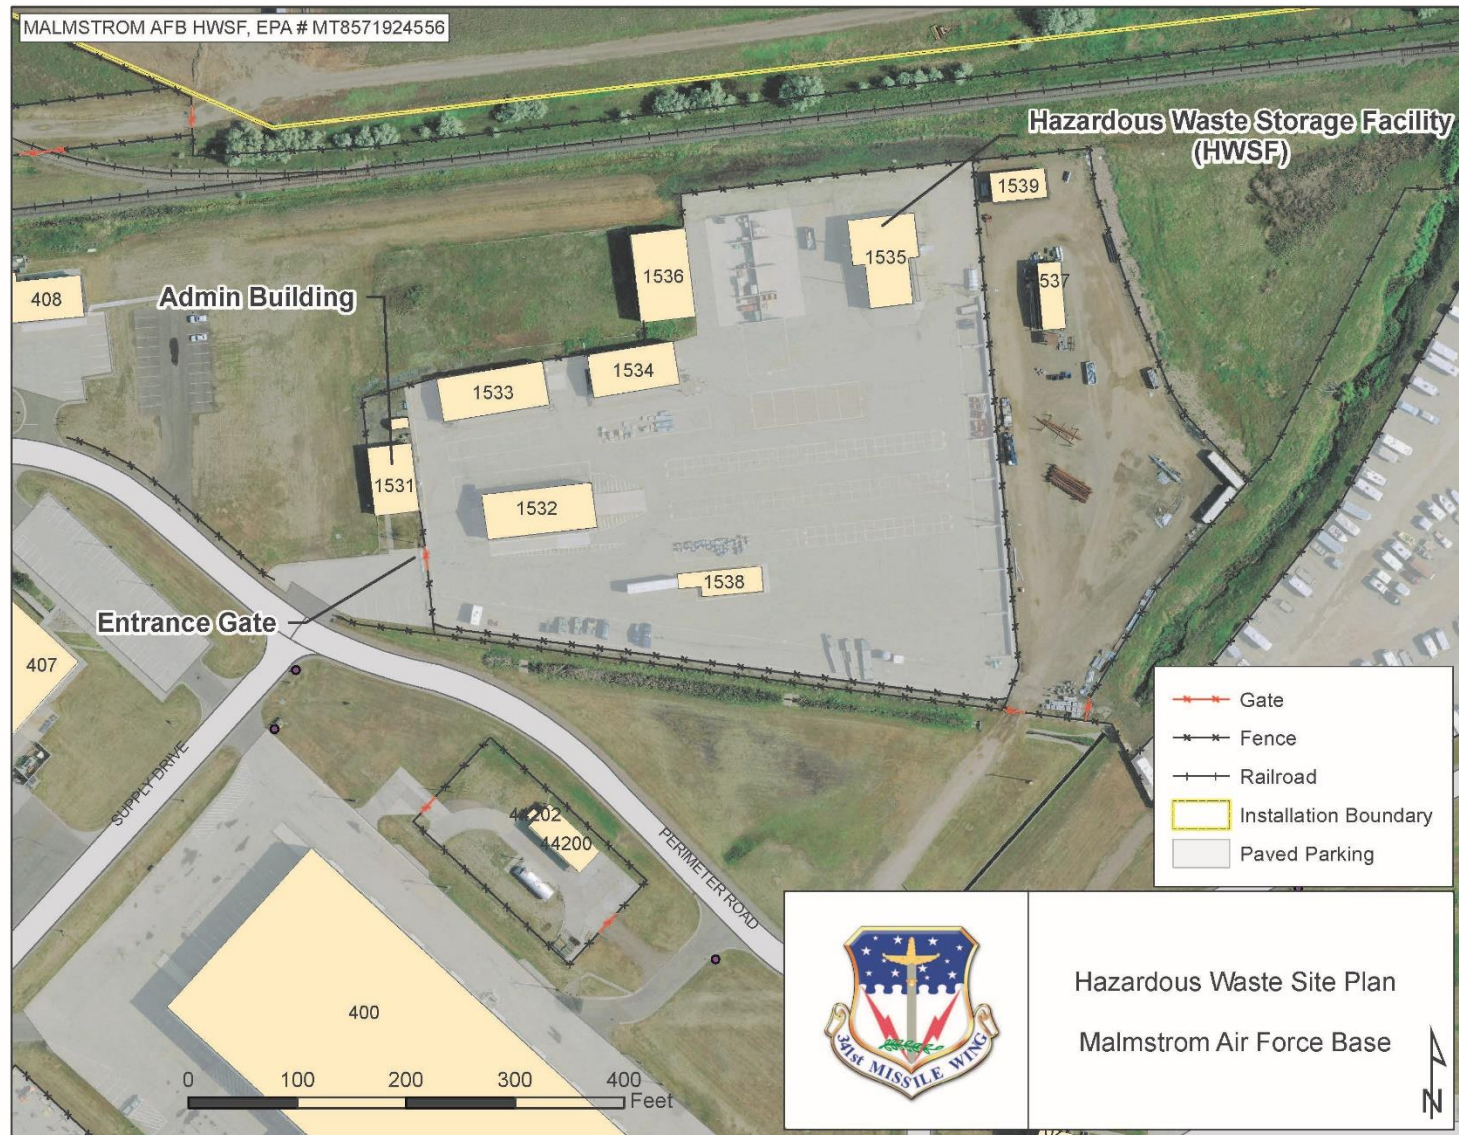 MALMSTROM AFB HWSF, EPA # MT8571924556
Hazardous Waste Storage Facility
(HWSF)
1539
1535
1536
537
408
Admin Building
1534
1533
1531
1532
1538
Entrance Gate
407
Gate
Fence
Railroad
Installation Boundary
Paved Parking
SUPPLY DRIVE
44202
44200
PERIMETER ROAD
400
0 100 200 300 400
Feet
341st MISSILE WING
Hazardous Waste Site Plan
Malmstrom Air Force Base
N